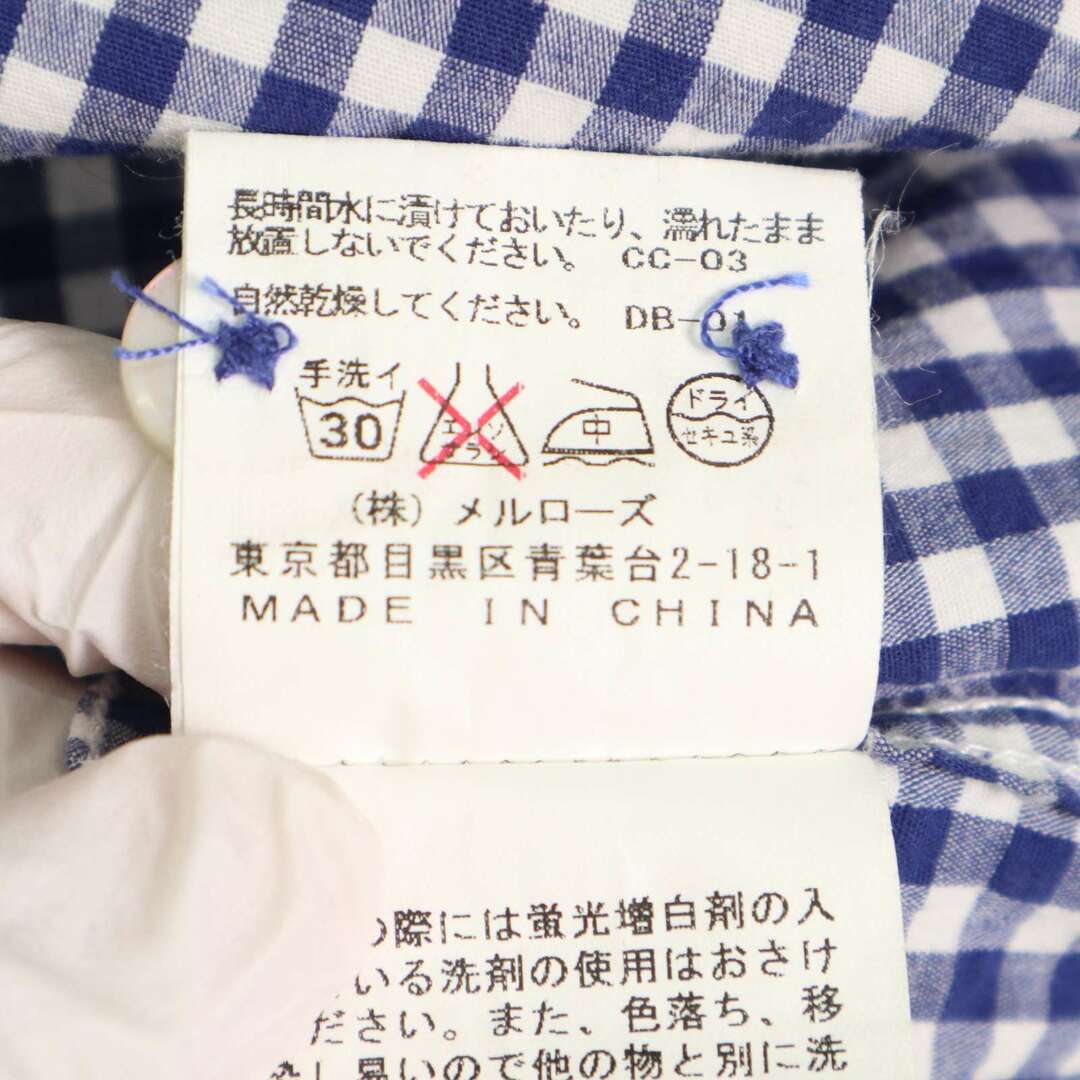 長時間水に漬けておいたり、濡れたまま
放置しないでください。 CC-03
自然乾燥してください。 DB-01
手洗イ
30
エンソ
サラシ
中
ドライ
セキユ系
(株) メルローズ
東京都目黒区青葉台2-18-1
MADE IN CHINA
の際には蛍光増白剤の入
いる洗剤の使用はおさけ
ださい。また、色落ち、移
し易いので他の物と別に洗